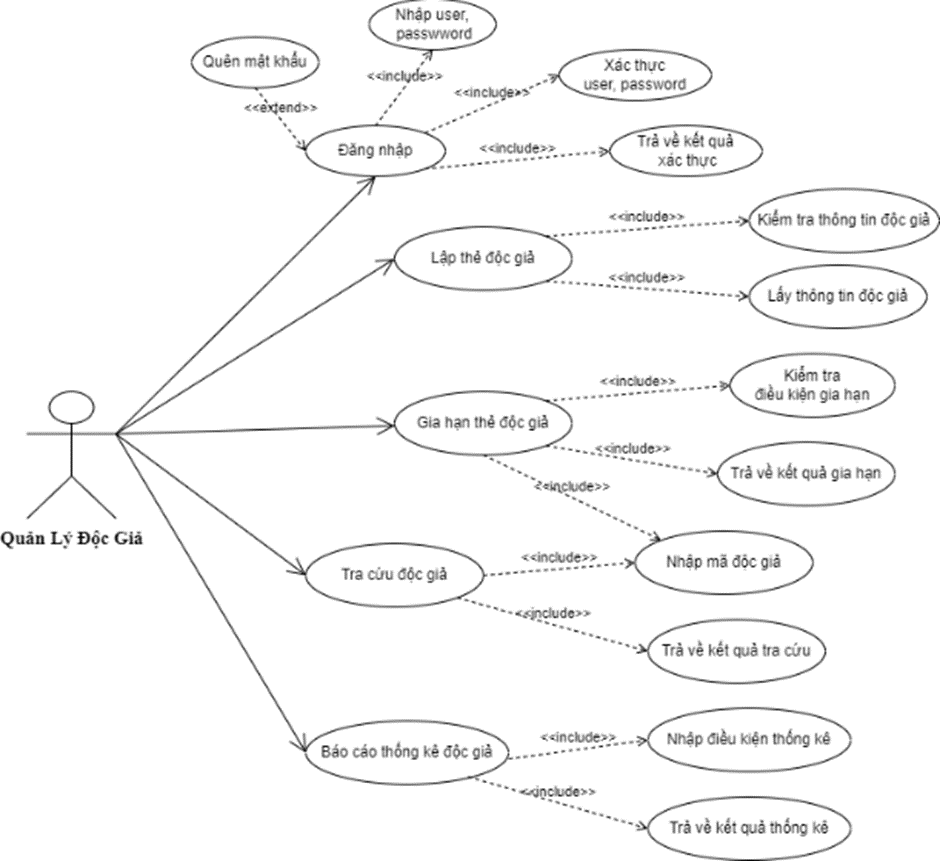 Nhập user,
passwword
Quên mật khẩu
<<include>>
Xác thực
user, password
<<include>>
<<extend>>
Đăng nhập
<<include>>
Trả về kết quả
xác thực
<<include>>
Kiểm tra thông tin độc giả
Lập thẻ độc giả
<<include>>
Lấy thông tin độc giả
<<include>>
Kiểm tra
điều kiện gia hạn
Gia hạn thẻ độc giả
<<include>>
Trả về kết quả gia hạn
<<include>>
Quản Lý Độc Giả
<<include>>
Nhập mã độc giả
Tra cứu độc giả
<<include>>
Trả về kết quả tra cứu
<<include>>
Nhập điều kiện thống kê
Báo cáo thống kê độc giả
<<include>>
Trả về kết quả thống kê